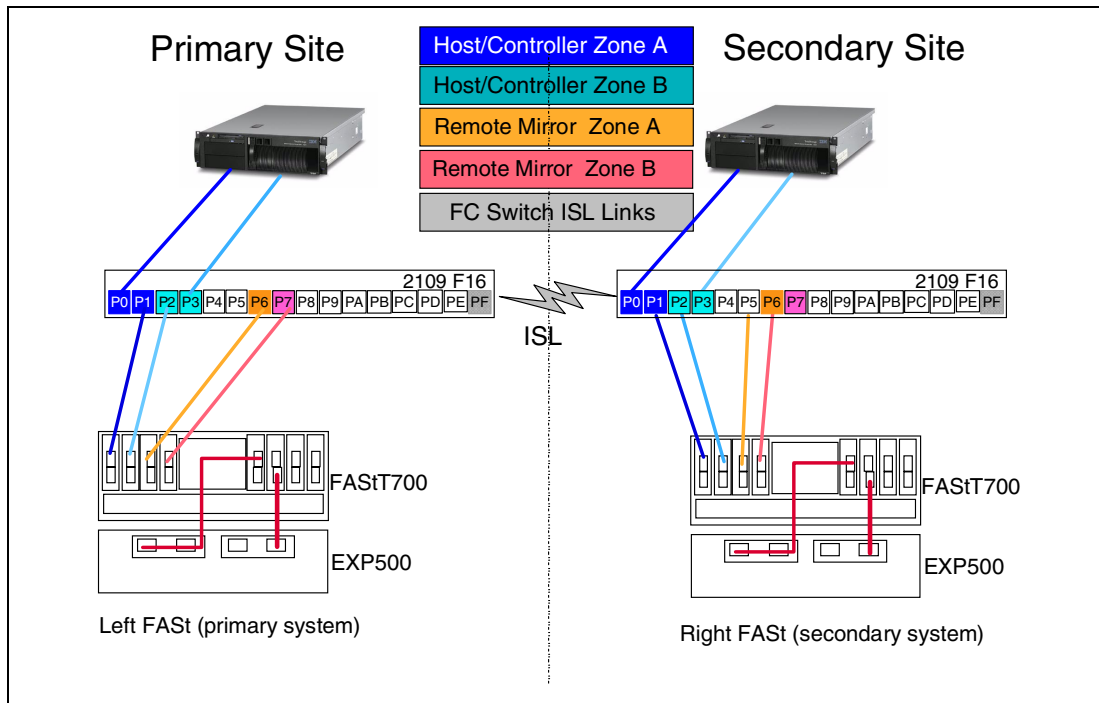 Primary Site
Host/Controller Zone A
Host/Controller Zone B
Remote Mirror Zone A
Remote Mirror Zone B
FC Switch ISL Links
Secondary Site
2109 F16
P0 P1 P2 P3 P4 P5 P6 P7 P8 P9 PA PB PC PD PE PF
ISL
2109 F16
P0 P1 P2 P3 P4 P5 P6 P7 P8 P9 PA PB PC PD PE PF
FAStT700
EXP500
Left FASt (primary system)
FAStT700
EXP500
Right FASt (secondary system)